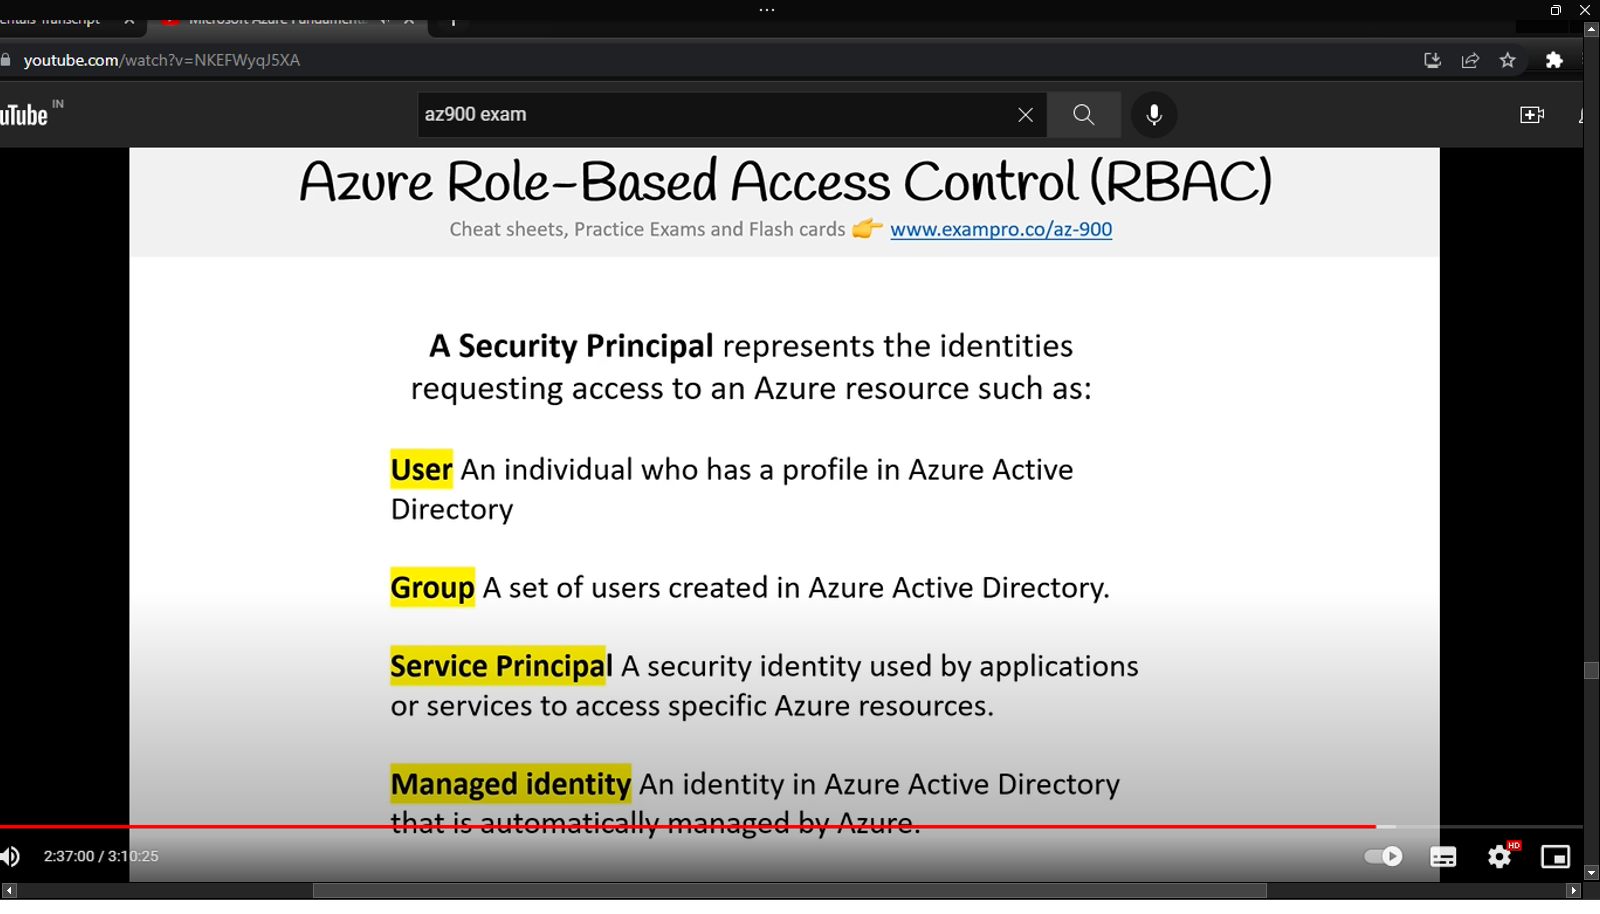 youtube.com/watch?v=NKEFWyqJ5XA
uTube IN
az900 exam
Azure Role-Based Access Control (RBAC)
Cheat sheets, Practice Exams and Flash cards 👉 www.exampro.co/az-900
A Security Principal represents the identities
requesting access to an Azure resource such as:
User An individual who has a profile in Azure Active
Directory
Group A set of users created in Azure Active Directory.
Service Principal A security identity used by applications
or services to access specific Azure resources.
Managed identity An identity in Azure Active Directory
that is automatically managed by Azure.
2:37:00 / 3:10:25
HD